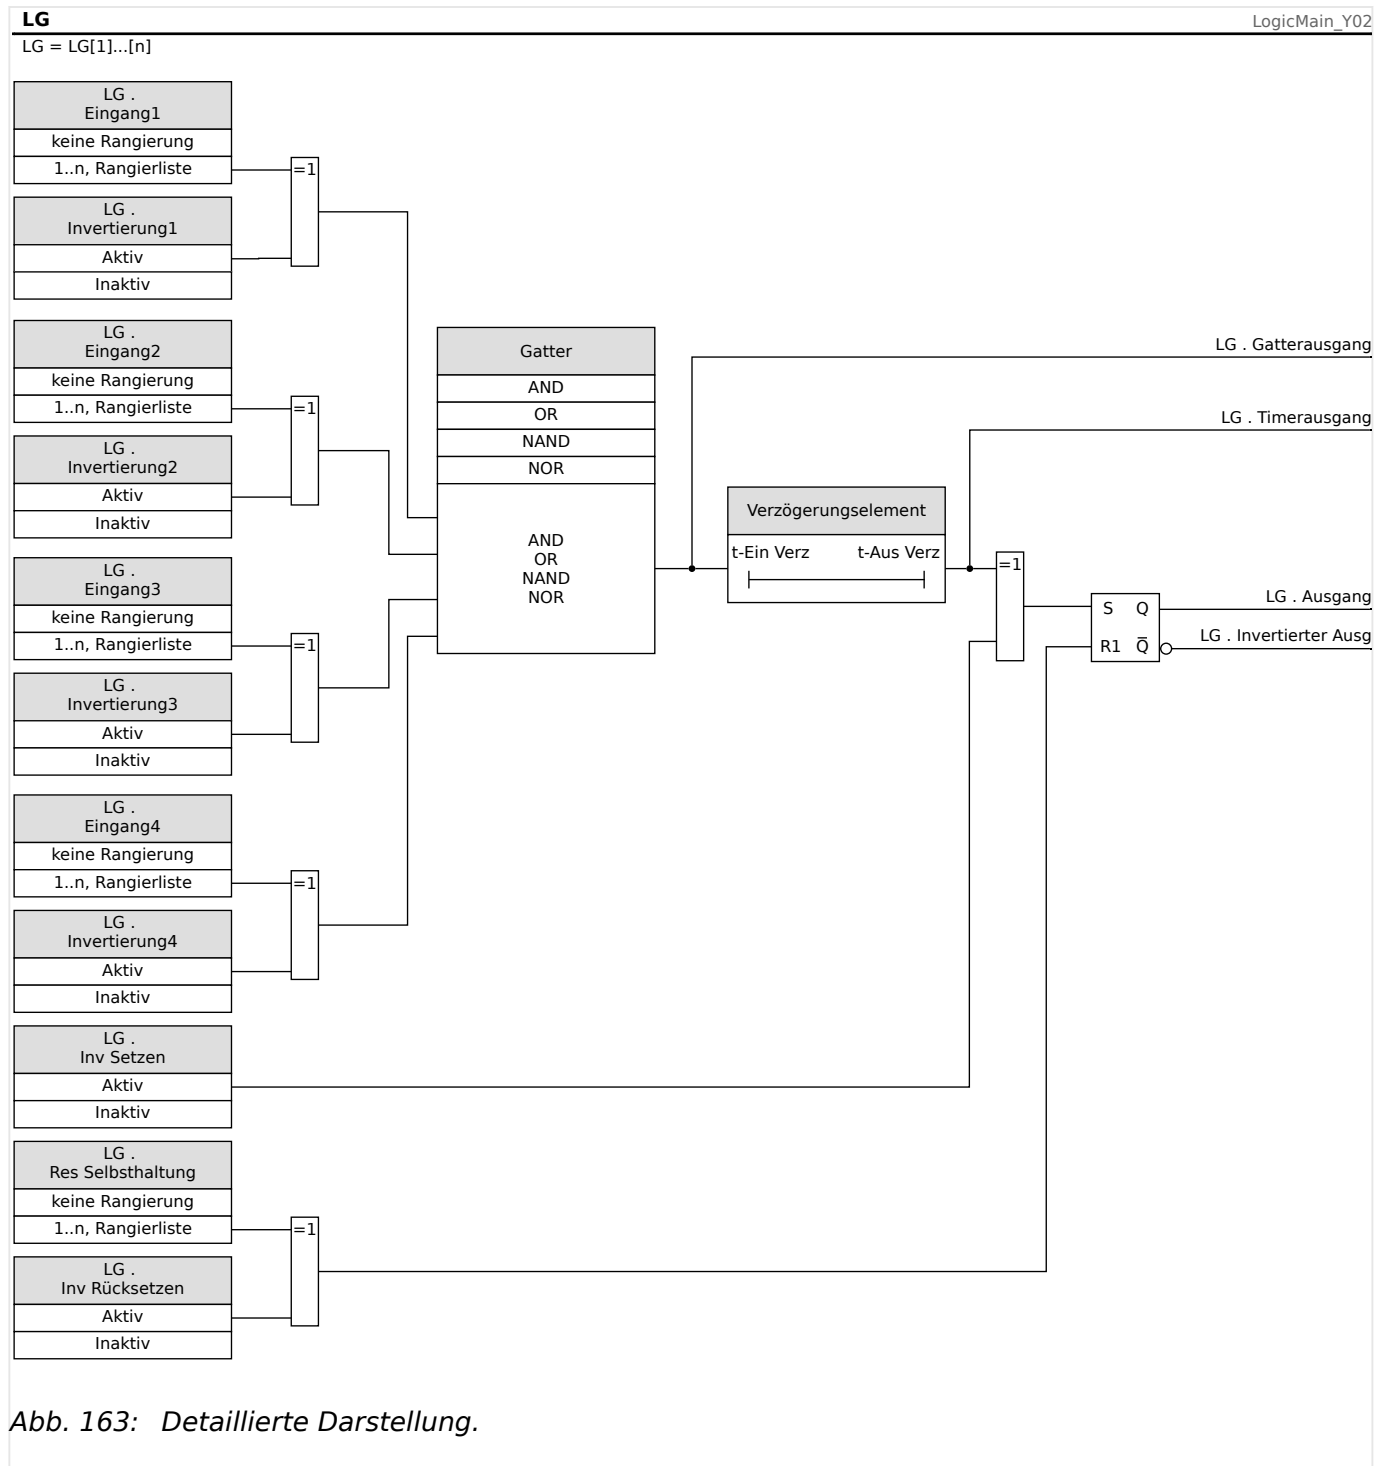 LG
LogicMain_Y02
LG = LG[1]...[n]
LG .
Eingang1
keine Rangierung
1..n, Rangierliste
=1
LG .
Invertierung1
Aktiv
Inaktiv
LG .
Eingang2
keine Rangierung
1..n, Rangierliste
=1
LG .
Invertierung2
Aktiv
Inaktiv
LG .
Eingang3
keine Rangierung
1..n, Rangierliste
=1
LG .
Invertierung3
Aktiv
Inaktiv
LG .
Eingang4
keine Rangierung
1..n, Rangierliste
=1
LG .
Invertierung4
Aktiv
Inaktiv
LG .
Inv Setzen
Aktiv
Inaktiv
LG .
Res Selbsthaltung
keine Rangierung
1..n, Rangierliste
=1
LG .
Inv Rücksetzen
Aktiv
Inaktiv
Gatter
AND
OR
NAND
NOR
AND
OR
NAND
NOR
Verzögerungselement
t-Ein Verz t-Aus Verz
=1
S Q
R1 Q̅
LG . Gatterausgang
LG . Timerausgang
LG . Ausgang
LG . Invertierter Ausg
Abb. 163: Detaillierte Darstellung.